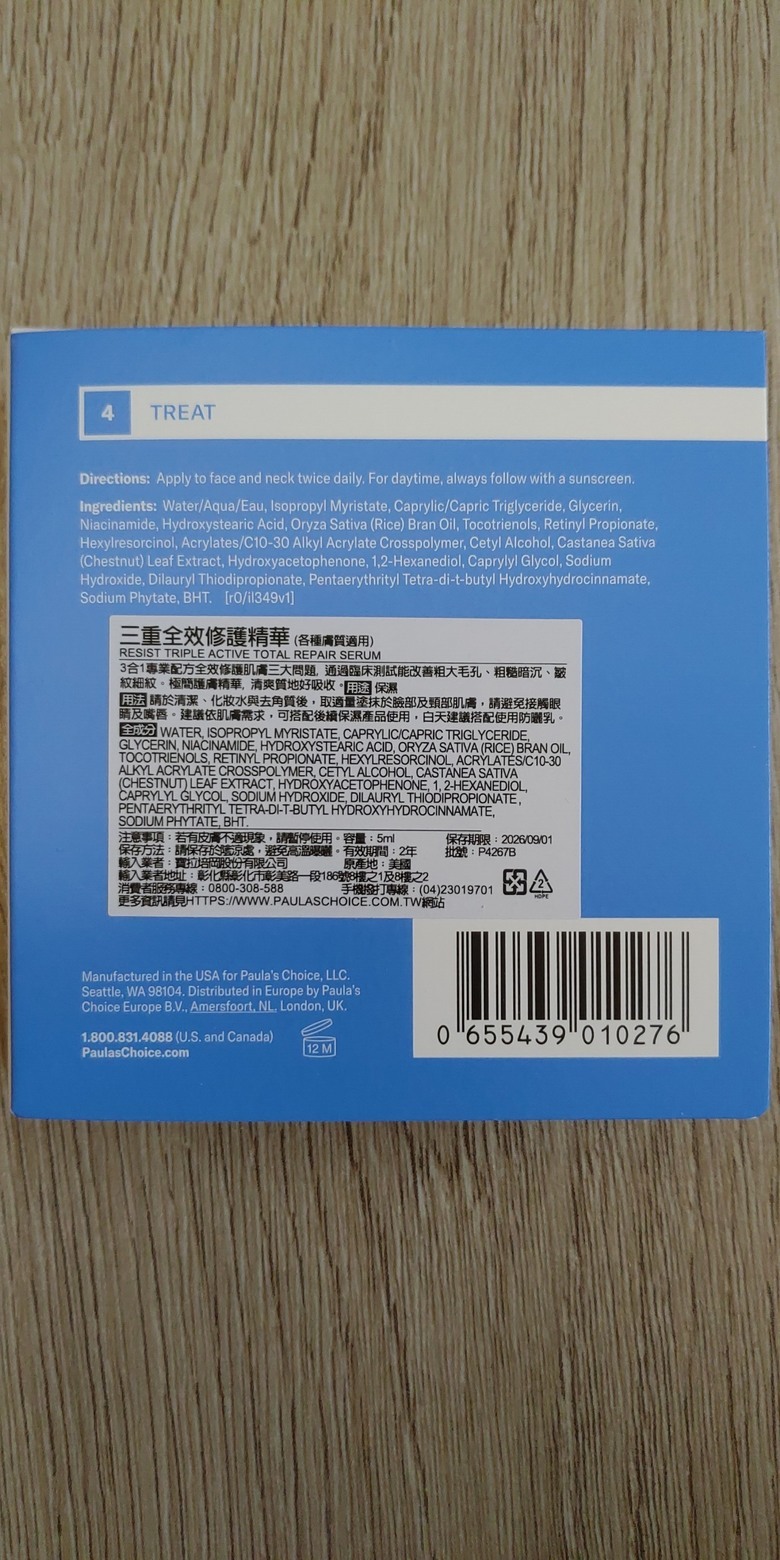 4 TREAT
Directions: Apply to face and neck twice daily. For daytime, always follow with a sunscreen.
Ingredients: Water/Aqua/Eau, Isopropyl Myristate, Caprylic/Capric Triglyceride, Glycerin,
Niacinamide, Hydroxystearic Acid, Oryza Sativa (Rice) Bran Oil, Tocotrienols, Retinyl Propionate,
Hexylresorcinol, Acrylates/C10-30 Alkyl Acrylate Crosspolymer, Cetyl Alcohol, Castanea Sativa
(Chestnut) Leaf Extract, Hydroxyacetophenone, 1,2-Hexanediol, Caprylyl Glycol, Sodium
Hydroxide, Dilauryl Thiodipropionate, Pentaerythrityl Tetra-di-t-butyl Hydroxyhydrocinnamate,
Sodium Phytate, BHT. [r0/il349v1]
三重全效修護精華 (各種膚質適用)
RESIST TRIPLE ACTIVE TOTAL REPAIR SERUM
3合1專業配方全效修護肌膚三大問題, 通過臨床測試能改善粗大毛孔、粗糙暗沉、皺
紋細紋。極簡護膚精華, 清爽質地好吸收。用途 保濕
用法 請於清潔、化妝水與去角質後，取適量塗抹於臉部及頸部肌膚，請避免接觸眼
睛及嘴唇。建議依肌膚需求，可搭配後續保濕產品使用，白天建議搭配使用防曬乳。
全成分 WATER, ISOPROPYL MYRISTATE, CAPRYLIC/CAPRIC TRIGLYCERIDE,
GLYCERIN, NIACINAMIDE, HYDROXYSTEARIC ACID, ORYZA SATIVA (RICE) BRAN OIL,
TOCOTRIENOLS, RETINYL PROPIONATE, HEXYLRESORCINOL, ACRYLATES/C10-30
ALKYL ACRYLATE CROSSPOLYMER, CETYL ALCOHOL, CASTANEA SATIVA
(CHESTNUT) LEAF EXTRACT, HYDROXYACETOPHENONE, 1, 2-HEXANEDIOL,
CAPRYLYL GLYCOL, SODIUM HYDROXIDE, DILAURYL THIODIPROPIONATE ,
PENTAERYTHRITYL TETRA-DI-T-BUTYL HYDROXYHYDROCINNAMATE,
SODIUM PHYTATE, BHT.
注意事項：若有皮膚不適現象，請暫停使用。容量：5ml 保存期限：2026/09/01
保存方法：請保存於陰涼處，避免高溫曝曬。有效期間：2年 批號：P4267B
輸入業者：寶拉培岡股份有限公司 原產地：美國
輸入業者地址：彰化縣彰化市彰美路一段186號8樓之1及8樓之2
消費者服務專線：0800-308-588 手機撥打專線：(04)23019701
更多資訊請見HTTPS://WWW.PAULASCHOICE.COM.TW網站
2
HDPE
Manufactured in the USA for Paula's Choice, LLC.
Seattle, WA 98104. Distributed in Europe by Paula's
Choice Europe B.V., Amersfoort, NL. London, UK.
1.800.831.4088 (U.S. and Canada)
PaulasChoice.com
12 M
0 655439 010276